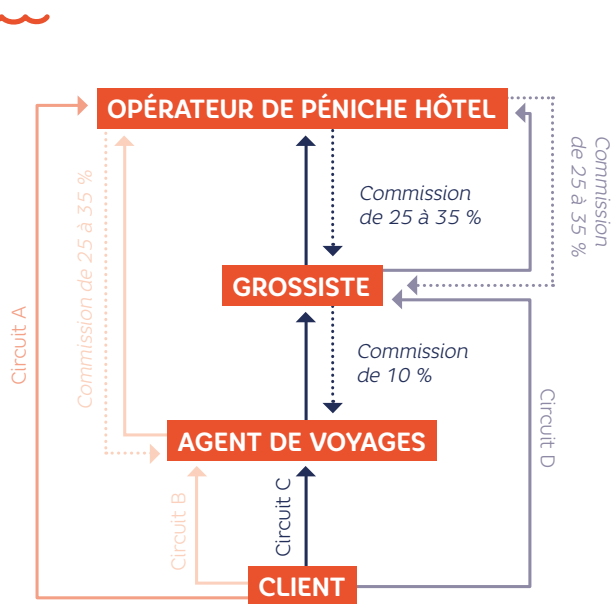 OPÉRATEUR DE PÉNICHE HÔTEL
Commission
de 25 à 35 %
Commission
de 25 à 35 %
Commission de 25 à 35 %
GROSSISTE
Circuit A
Commission
de 10 %
Circuit D
AGENT DE VOYAGES
Circuit B
Circuit C
CLIENT